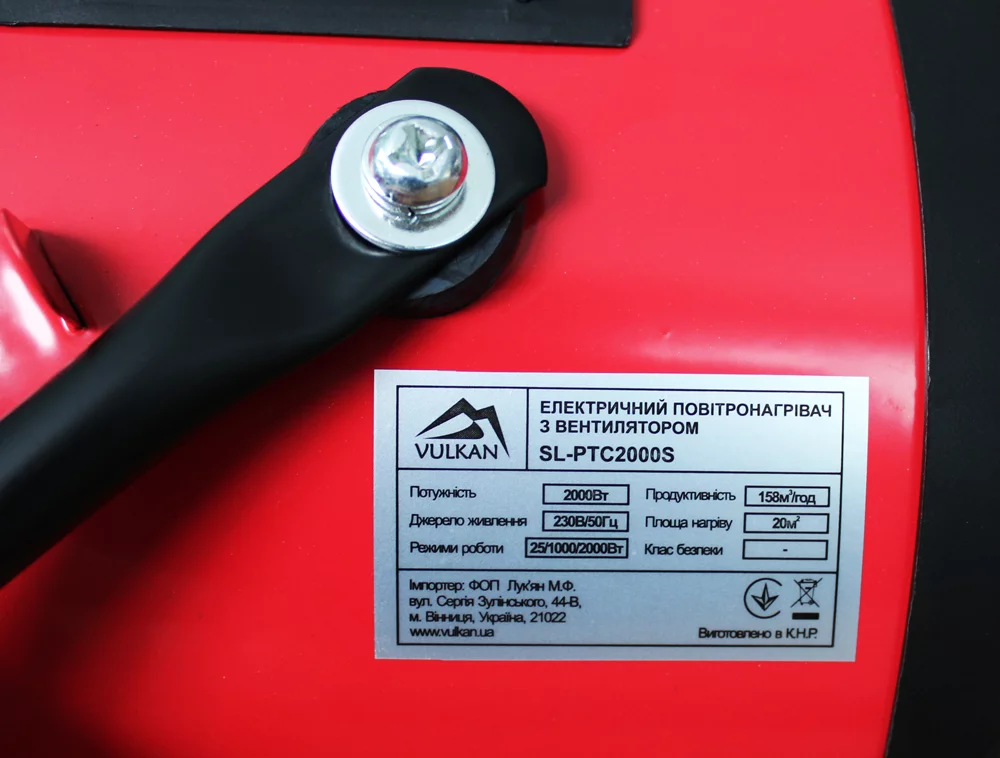 VULKAN
ЕЛЕКТРИЧНИЙ ПОВІТРОНАГРІВАЧ
З ВЕНТИЛЯТОРОМ
SL-PTC2000S
Потужність 2000Вт Продуктивність 158м³/год
Джерело живлення 230В/50Гц Площа нагріву 20м²
Режими роботи 25/1000/2000Вт Клас безпеки -
Імпортер: ФОП Лук'ян М.Ф.
вул. Сергія Зулінського, 44-В,
м. Вінниця, Україна, 21022
www.vulkan.ua
Виготовлено в К.Н.Р.